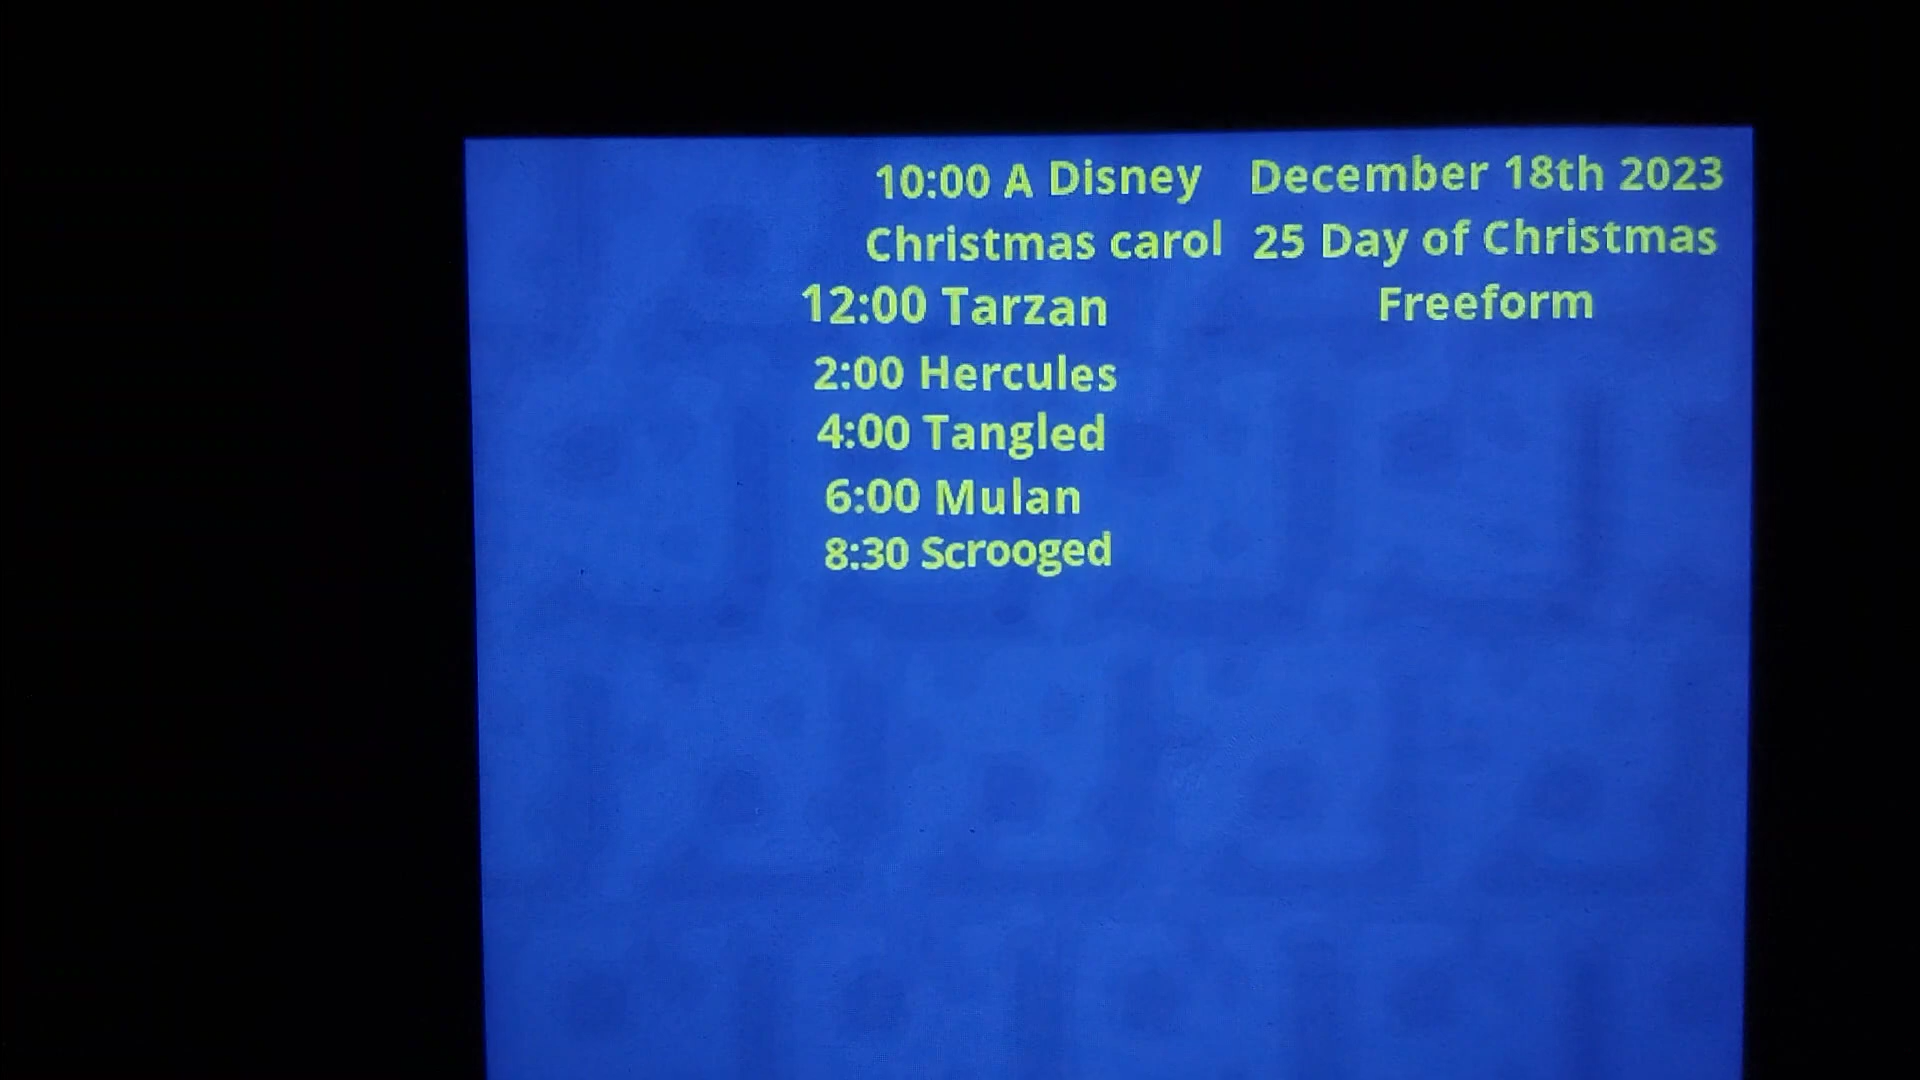 10:00 A Disney
Christmas carol
12:00 Tarzan
2:00 Hercules
4:00 Tangled
6:00 Mulan
8:30 Scrooged
December 18th 2023
25 Day of Christmas
Freeform